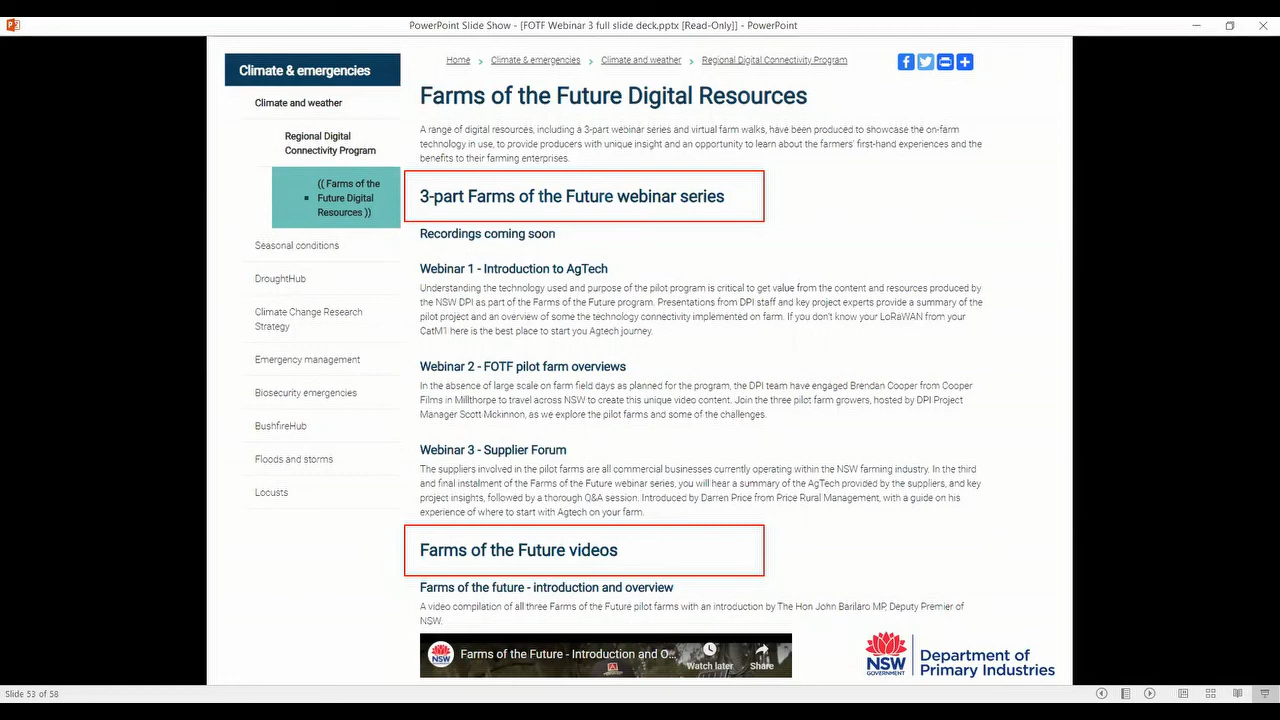 PowerPoint Slide Show - [FOTF Webinar 3 full slide deck.pptx [Read-Only]] - PowerPoint
Climate & emergencies
Climate and weather
Regional Digital
Connectivity Program
(( Farms of the
Future Digital
Resources ))
Seasonal conditions
DroughtHub
Climate Change Research
Strategy
Emergency management
Biosecurity emergencies
BushfireHub
Floods and storms
Locusts
Home > Climate & emergencies > Climate and weather > Regional Digital Connectivity Program
Farms of the Future Digital Resources
A range of digital resources, including a 3-part webinar series and virtual farm walks, have been produced to showcase the on-farm
technology in use, to provide producers with unique insight and an opportunity to learn about the farmers' first-hand experiences and the
benefits to their farming enterprises.
3-part Farms of the Future webinar series
Recordings coming soon
Webinar 1 - Introduction to AgTech
Understanding the technology used and purpose of the pilot program is critical to get value from the content and resources produced by
the NSW DPI as part of the Farms of the Future program. Presentations from DPI staff and key project experts provide a summary of the
pilot project and an overview of some the technology connectivity implemented on farm. If you don't know your LoRaWAN from your
CatM1 here is the best place to start you Agtech journey.
Webinar 2 - FOTF pilot farm overviews
In the absence of large scale on farm field days as planned for the program, the DPI team have engaged Brendan Cooper from Cooper
Films in Millthorpe to travel across NSW to create this unique video content. Join the three pilot farm growers, hosted by DPI Project
Manager Scott Mckinnon, as we explore the pilot farms and some of the challenges.
Webinar 3 - Supplier Forum
The suppliers involved in the pilot farms are all commercial businesses currently operating within the NSW farming industry. In the third
and final instalment of the Farms of the Future webinar series, you will hear a summary of the AgTech provided by the suppliers, and key
project insights, followed by a thorough Q&A session. Introduced by Darren Price from Price Rural Management, with a guide on his
experience of where to start with Agtech on your farm.
Farms of the Future videos
Farms of the future - introduction and overview
A video compilation of all three Farms of the Future pilot farms with an introduction by The Hon John Barilaro MP, Deputy Premier of
NSW.
NSW
Farms of the Future - Introduction and O...
Watch later
Share
NSW
GOVERNMENT
Department of
Primary Industries
Slide 53 of 58